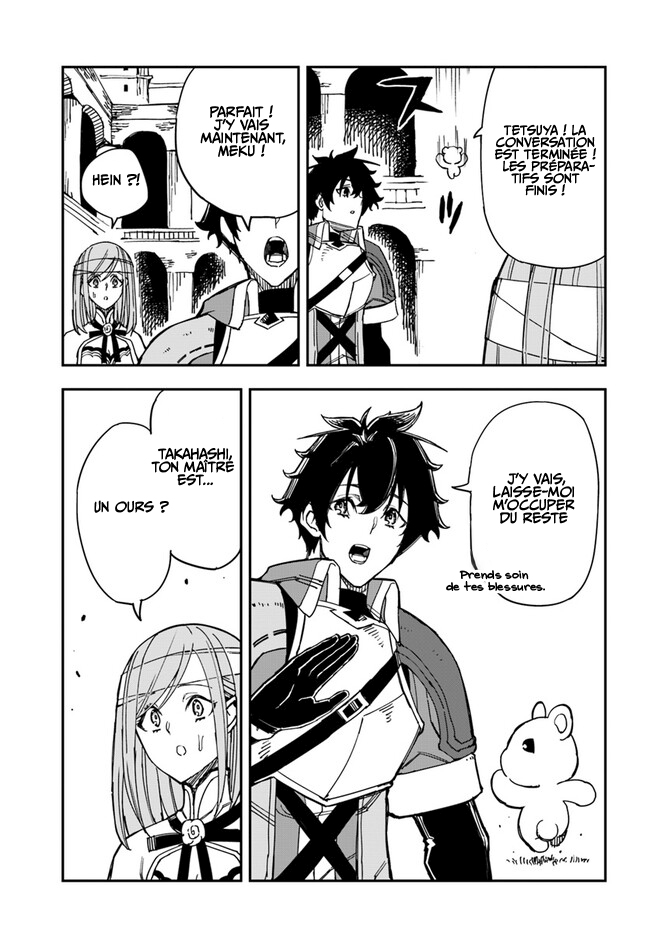 TETSUYA ! LA
CONVERSATION
EST TERMINÉE !
LES PRÉPARA-
TIFS SONT
FINIS !
PARFAIT !
J'Y VAIS
MAINTENANT,
MEKU !
HEIN ?!
J'Y VAIS,
LAISSE-MOI
M'OCCUPER
DU RESTE
Prends soin
de tes blessures.
TAKAHASHI,
TON MAÎTRE
EST...
UN OURS ?